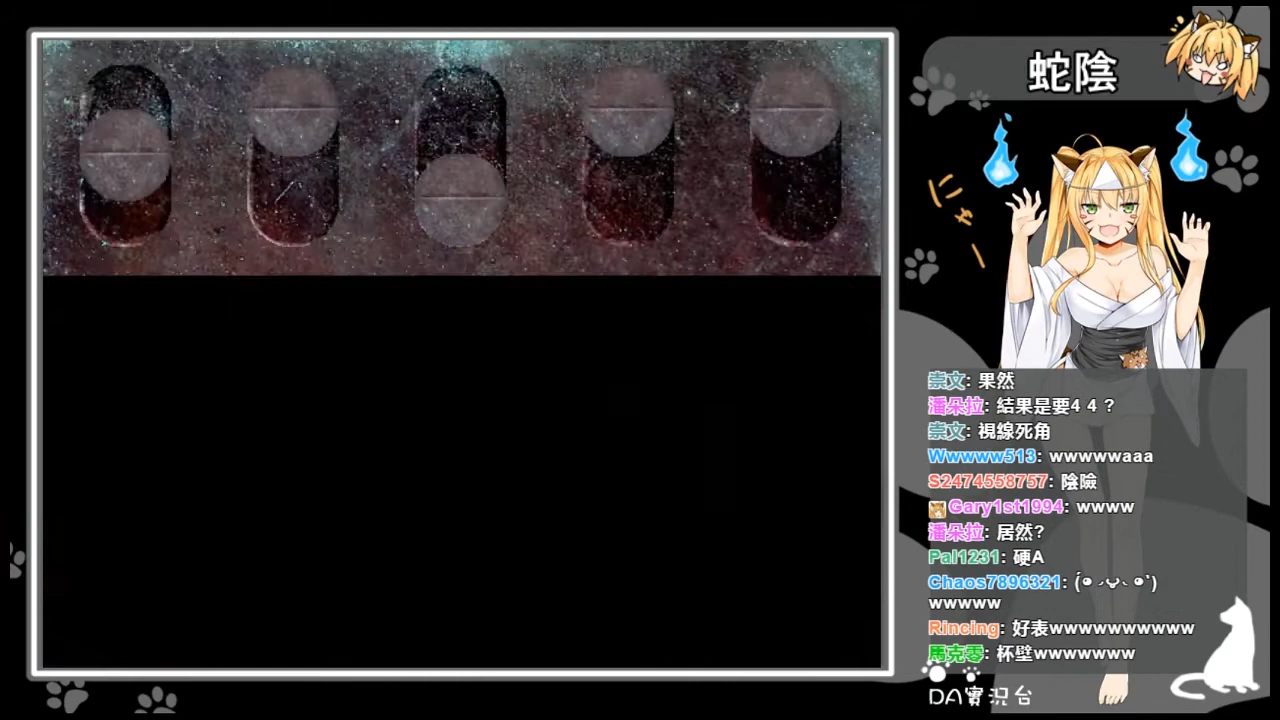 蛇陰
にゃー
崇文: 果然
潘朵拉: 結果是要4 4 ?
崇文: 視線死角
Wwwww513: wwwwwaaa
S2474558757: 陰險
Gary1st1994: wwww
潘朵拉: 居然?
Pal1231: 硬A
Chaos7896321:
wwwww
Rincing: 好表wwwwwwwwww
馬克零: 杯壁wwwwwww
DA實況台